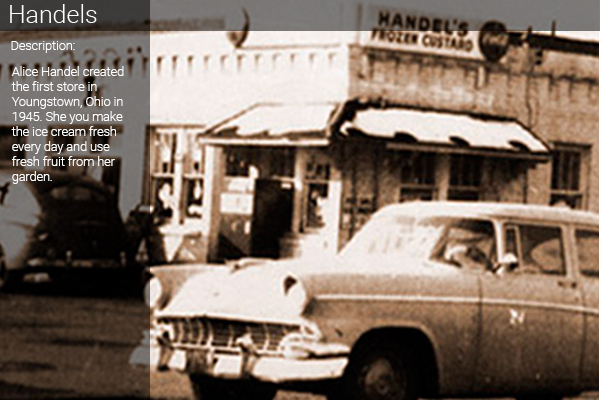 Handels
Description:
Alice Handel created
the first store in
Youngstown, Ohio in
1945. She you make
the ice cream fresh
every day and use
fresh fruit from her
garden.
HANDEL'S
FROZEN CUSTARD